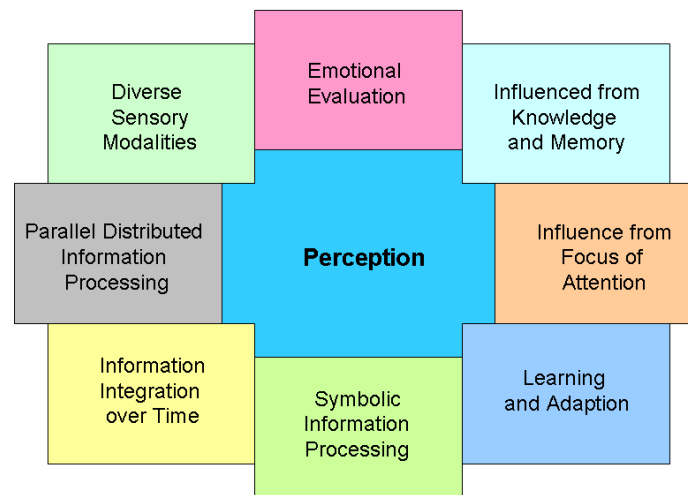 Emotional
Evaluation
Diverse
Sensory
Modalities
Influenced from
Knowledge
and Memory
Parallel Distributed
Information
Processing
Perception
Influence from
Focus of
Attention
Information
Integration
over Time
Symbolic
Information
Processing
Learning
and Adaption